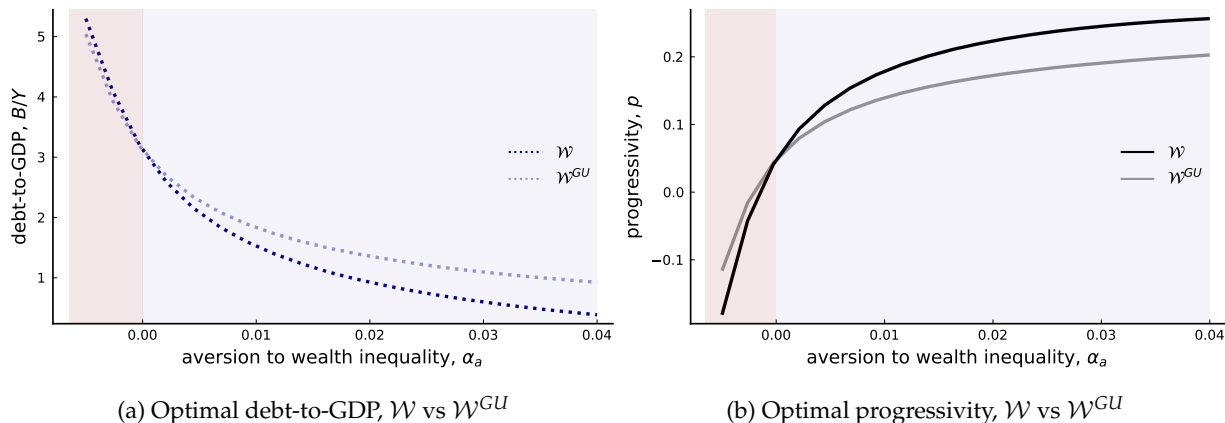 5
4
3
2
1
debt-to-GDP, B/Y
𝒲
𝒲^{GU}
0.00 0.01 0.02 0.03 0.04
aversion to wealth inequality, α_a
(a) Optimal debt-to-GDP, 𝒲 vs 𝒲^{GU}
0.2
0.1
0.0
−0.1
progressivity, p
𝒲
𝒲^{GU}
0.00 0.01 0.02 0.03 0.04
aversion to wealth inequality, α_a
(b) Optimal progressivity, 𝒲 vs 𝒲^{GU}